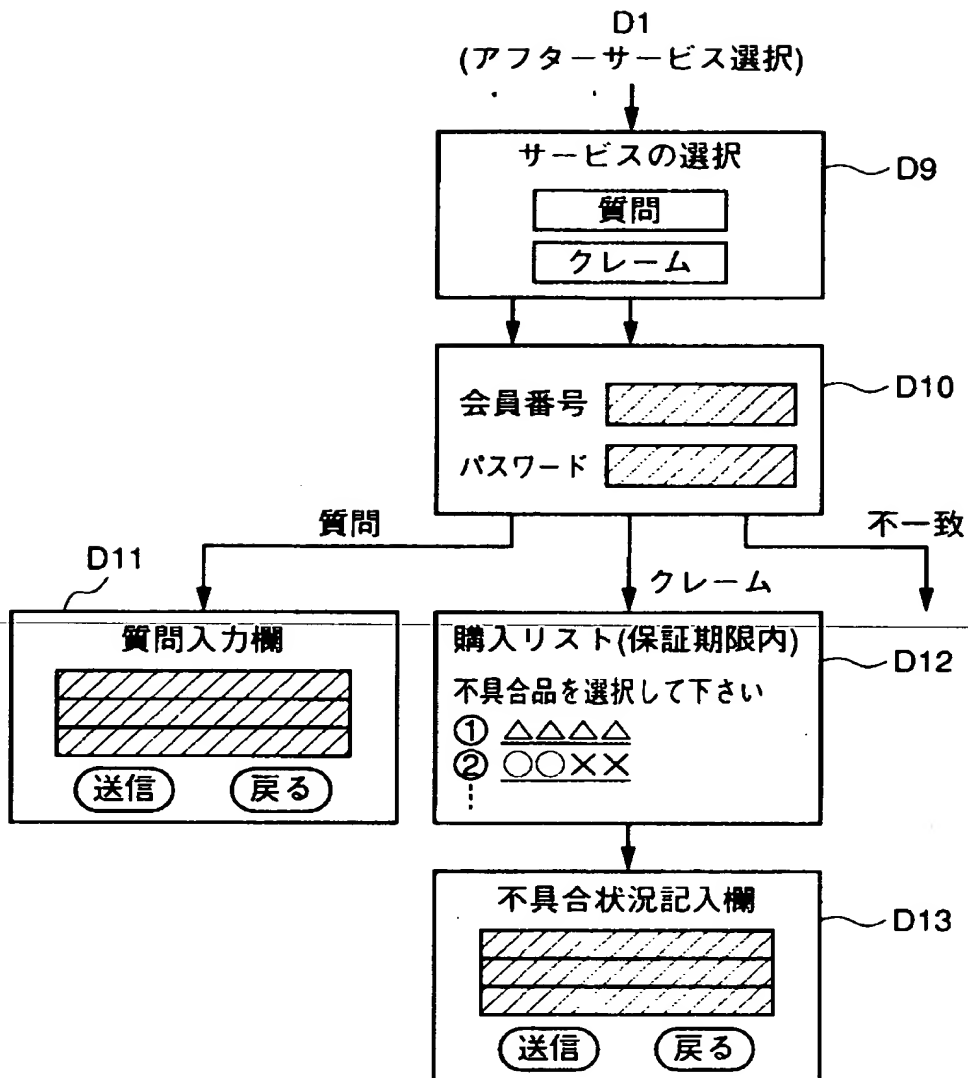 D1
(アフターサービス選択)
サービスの選択
D9
質問
クレーム
会員番号
D10
パスワード
質問
不一致
D11
クレーム
質問入力欄
送信 戻る
購入リスト(保証期限内)
D12
不具合品を選択して下さい
① △△△△
② ○○××
不具合状況記入欄
D13
送信 戻る